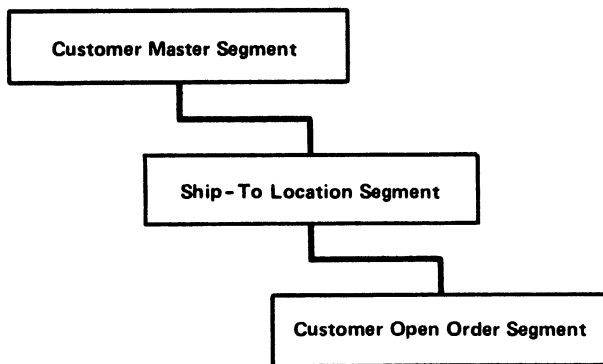 Customer Master Segment
Ship-To Location Segment
Customer Open Order Segment